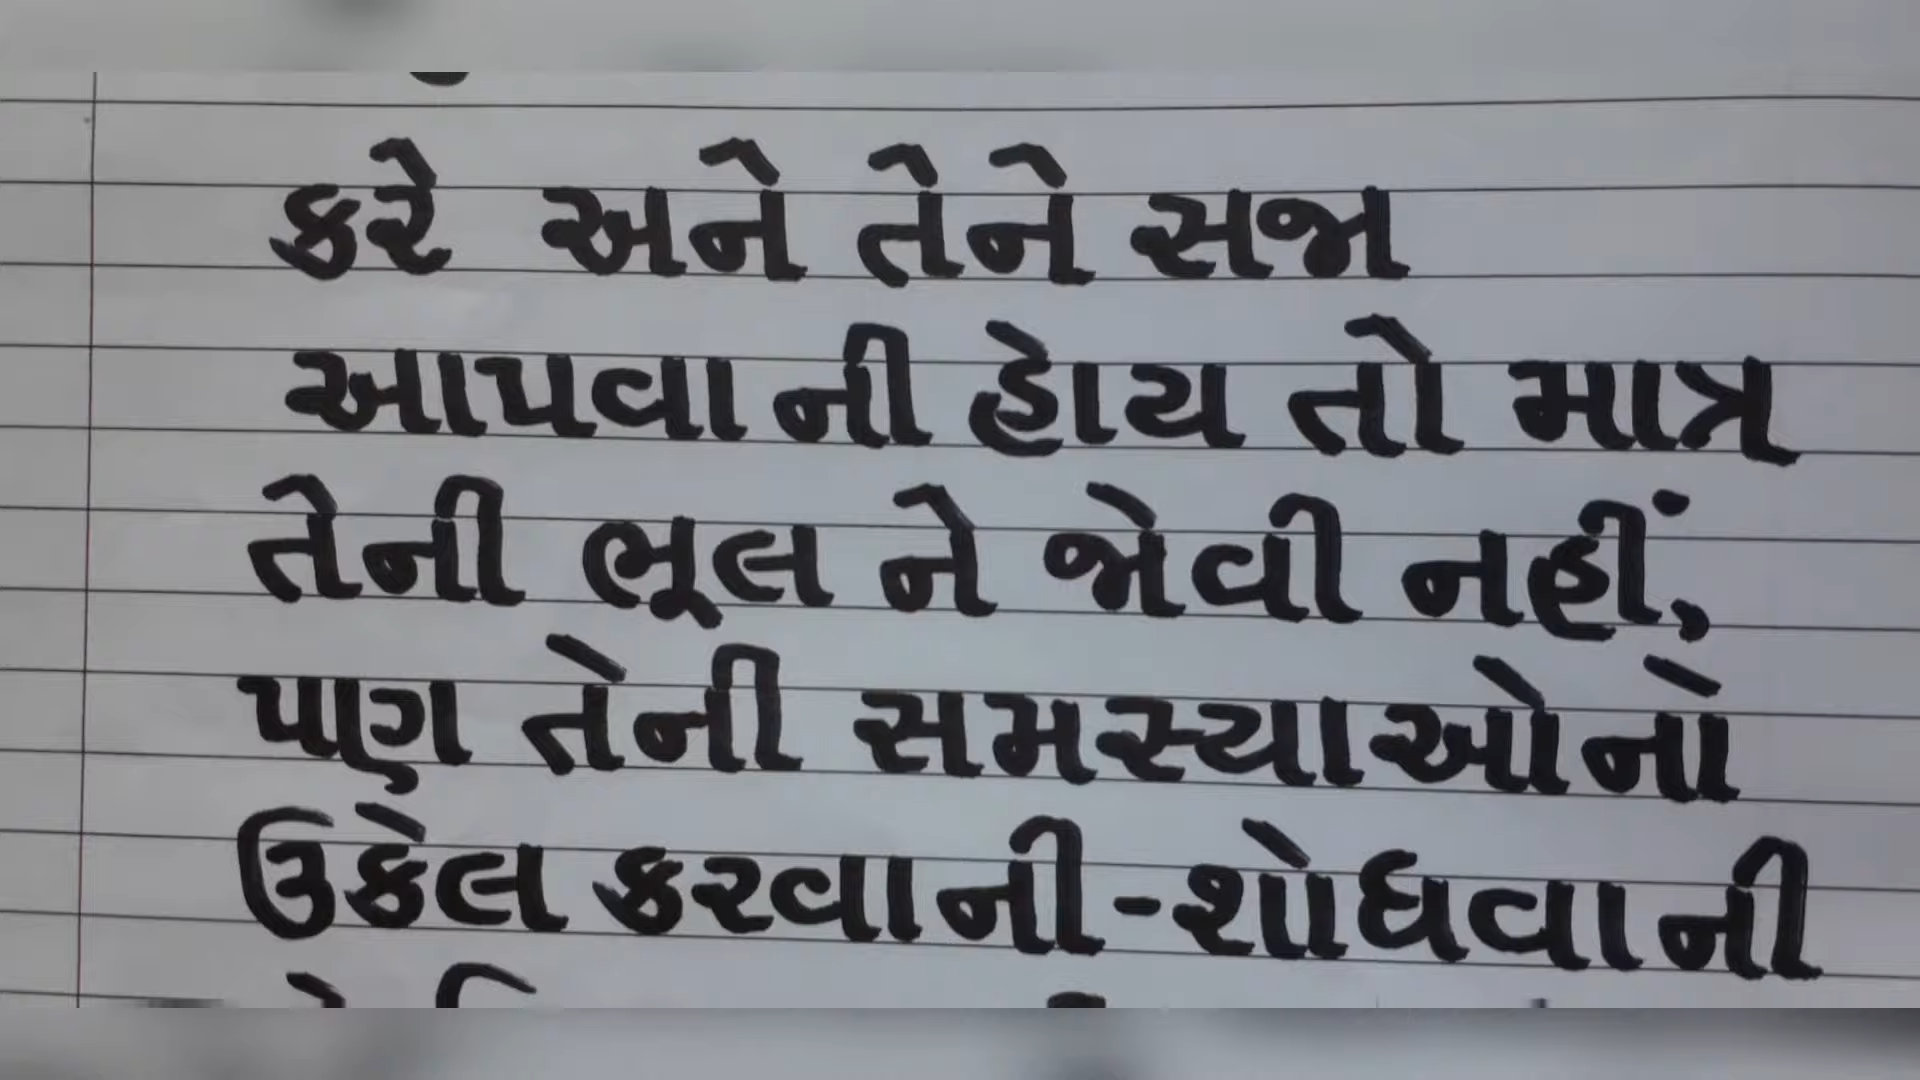 કરે અને તેને સજા
આપવાની હોય તો માત્ર
તેની ભૂલ ને જોવી નહીં,
પણ તેની સમસ્યાઓનો
ઉકેલ કરવાની-શોધવાની